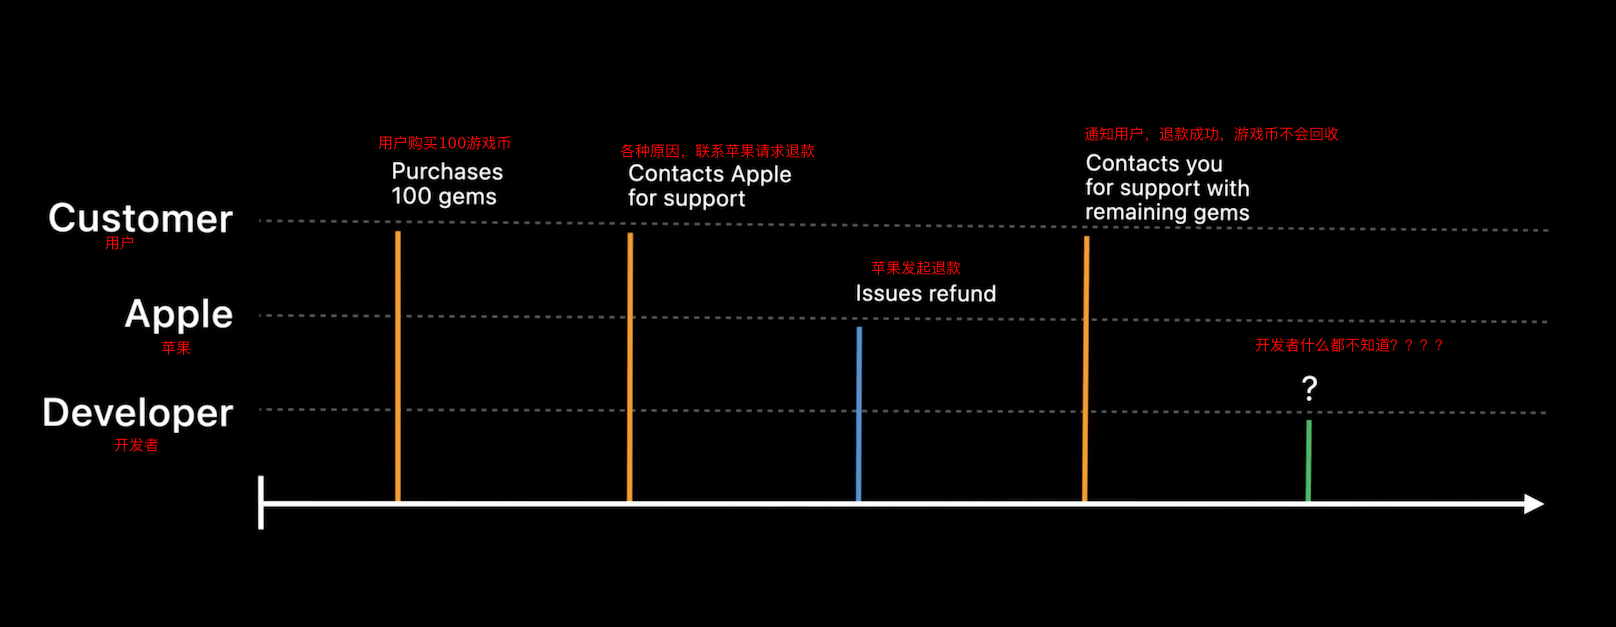 用户购买100游戏币
Purchases
100 gems
各种原因，联系苹果请求退款
Contacts Apple
for support
通知用户，退款成功，游戏币不会回收
Contacts you
for support with
remaining gems
Customer
用户
苹果发起退款
Issues refund
Apple
苹果
开发者什么都不知道？？？？
?
Developer
开发者